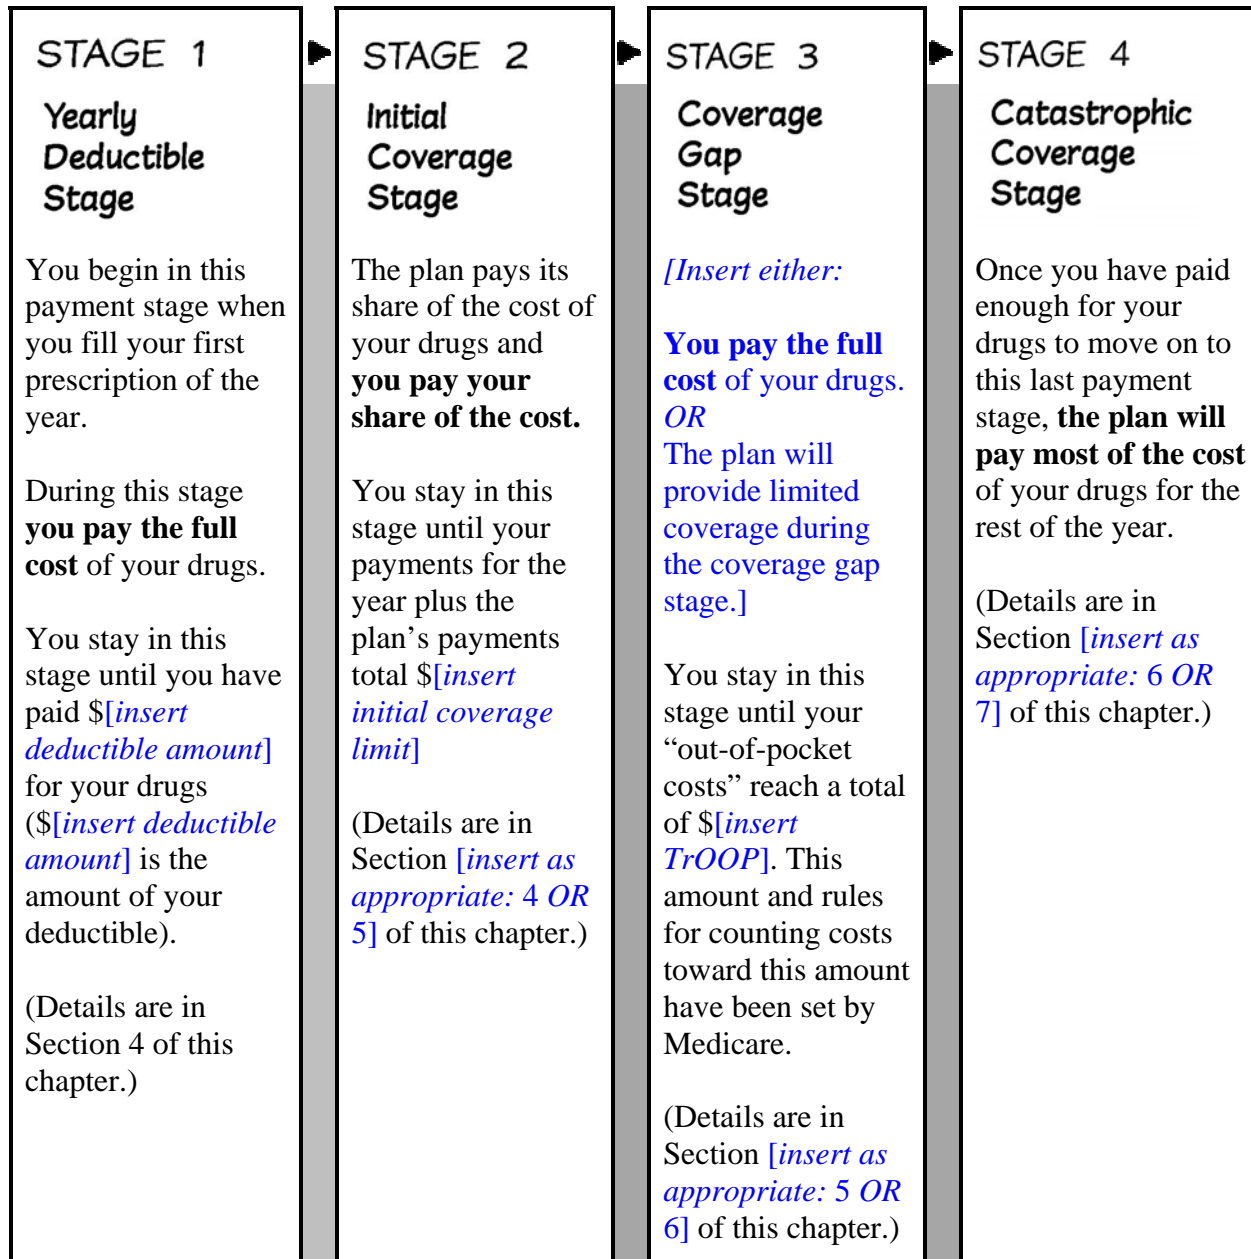 STAGE 1
Yearly
Deductible
Stage
You begin in this
payment stage when
you fill your first
prescription of the
year.
During this stage
you pay the full
cost of your drugs.
You stay in this
stage until you have
paid $[insert
deductible amount]
for your drugs
($[insert deductible
amount] is the
amount of your
deductible).
(Details are in
Section 4 of this
chapter.)
STAGE 2
Initial
Coverage
Stage
The plan pays its
share of the cost of
your drugs and
you pay your
share of the cost.
You stay in this
stage until your
payments for the
year plus the
plan’s payments
total $[insert
initial coverage
limit]
(Details are in
Section [insert as
appropriate: 4 OR
5] of this chapter.)
STAGE 3
Coverage
Gap
Stage
[Insert either:
You pay the full
cost of your drugs.
OR
The plan will
provide limited
coverage during
the coverage gap
stage.]
You stay in this
stage until your
“out-of-pocket
costs” reach a total
of $[insert
TrOOP]. This
amount and rules
for counting costs
toward this amount
have been set by
Medicare.
(Details are in
Section [insert as
appropriate: 5 OR
6] of this chapter.)
STAGE 4
Catastrophic
Coverage
Stage
Once you have paid
enough for your
drugs to move on to
this last payment
stage, the plan will
pay most of the cost
of your drugs for the
rest of the year.
(Details are in
Section [insert as
appropriate: 6 OR
7] of this chapter.)